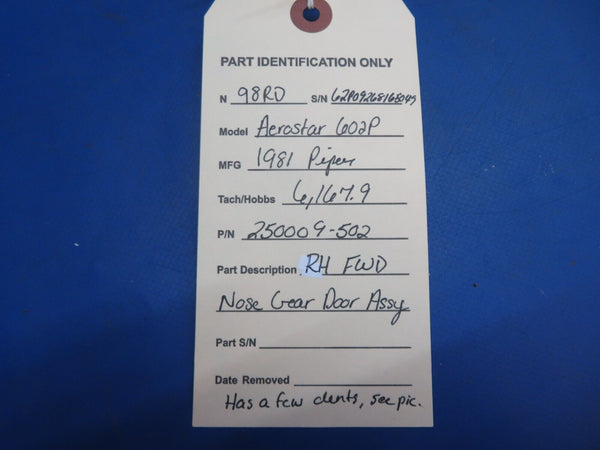 PART IDENTIFICATION ONLY
N 98RD S/N 62P09268165045
Model Aerostar 602P
MFG 1981 Piper
Tach/Hobbs 6,167.9
P/N 250009-502
Part Description RH FWD
Nose Gear Door Assy
Part S/N
Date Removed
Has a few dents, see pic.